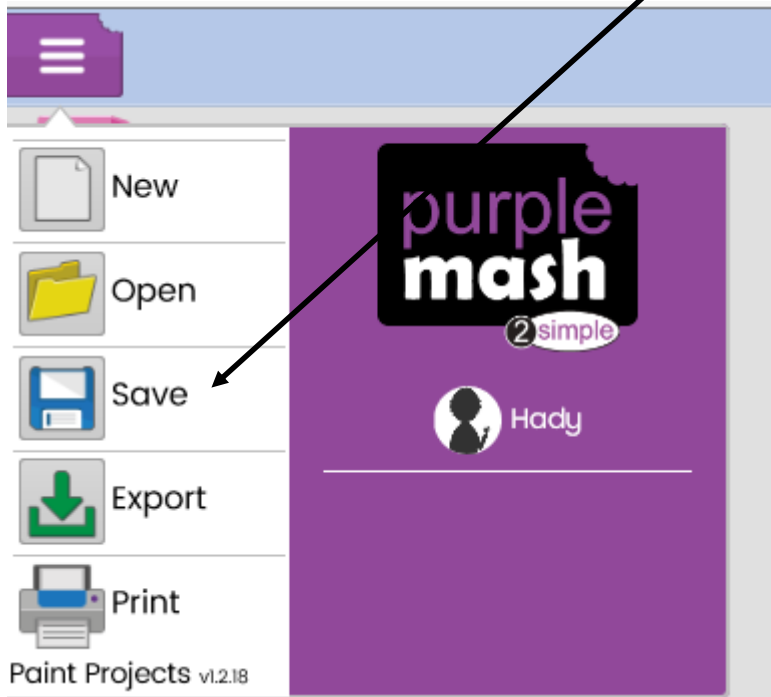 New
Open
Save
Export
Print
Paint Projects v1.2.18
purple
mash
2simple
Hady